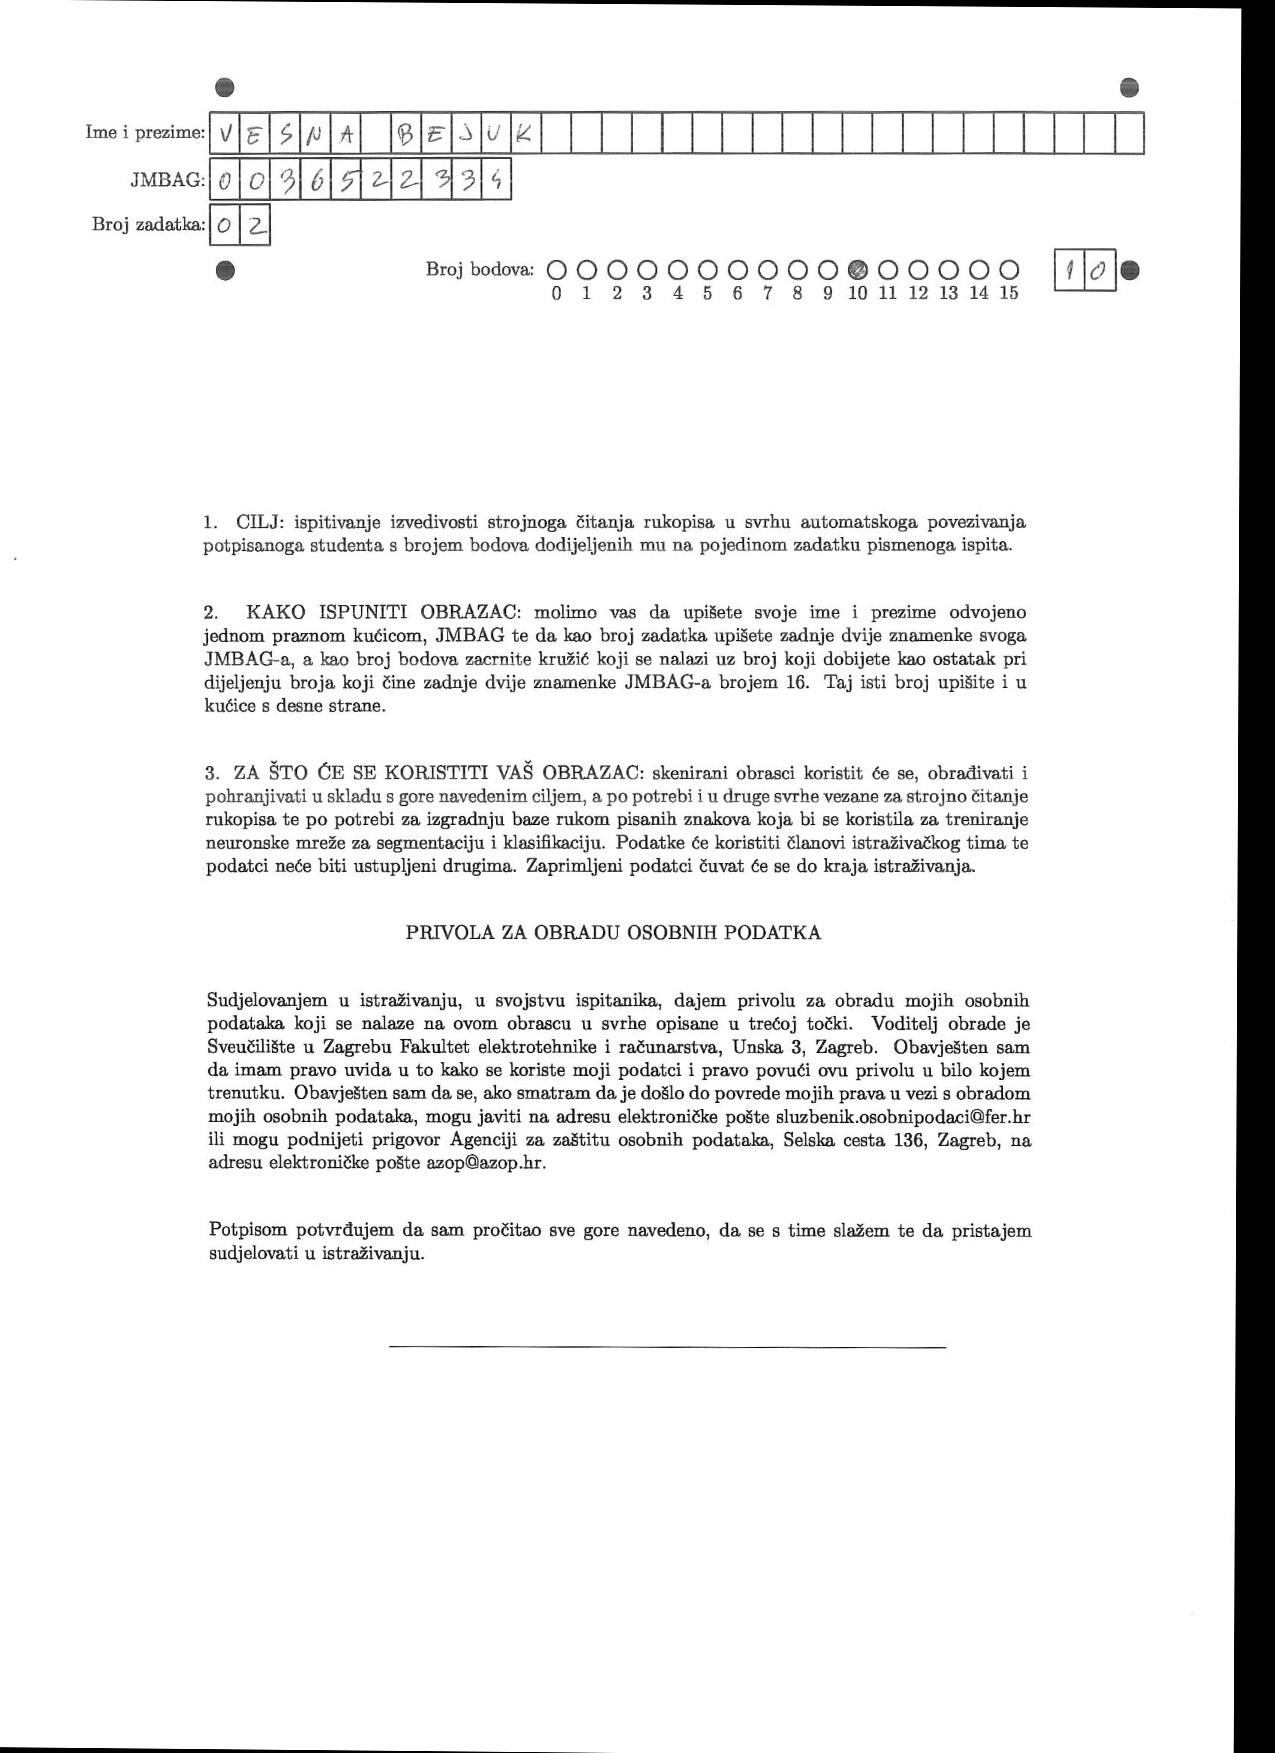 Ime i prezime: VESNA BEJUK
JMBAG: 0036522334
Broj zadatka: 02
Broj bodova: 10
0 1 2 3 4 5 6 7 8 9 10 11 12 13 14 15
1. CILJ: ispitivanje izvedivosti strojnoga čitanja rukopisa u svrhu automatskoga povezivanja
potpisanoga studenta s brojem bodova dodijeljenih mu na pojedinom zadatku pismenoga ispita.
2. KAKO ISPUNITI OBRAZAC: molimo vas da upišete svoje ime i prezime odvojeno
jednom praznom kućicom, JMBAG te da kao broj zadatka upišete zadnje dvije znamenke svoga
JMBAG-a, a kao broj bodova zacrnite kružić koji se nalazi uz broj koji dobijete kao ostatak pri
dijeljenju broja koji čine zadnje dvije znamenke JMBAG-a brojem 16. Taj isti broj upišite i u
kućice s desne strane.
3. ZA ŠTO ĆE SE KORISTITI VAŠ OBRAZAC: skenirani obrasci koristit će se, obrađivati i
pohranjivati u skladu s gore navedenim ciljem, a po potrebi i u druge svrhe vezane za strojno čitanje
rukopisa te po potrebi za izgradnju baze rukom pisanih znakova koja bi se koristila za treniranje
neuronske mreže za segmentaciju i klasifikaciju. Podatke će koristiti članovi istraživačkog tima te
podatci neće biti ustupljeni drugima. Zaprimljeni podatci čuvat će se do kraja istraživanja.
PRIVOLA ZA OBRADU OSOBNIH PODATKA
Sudjelovanjem u istraživanju, u svojstvu ispitanika, dajem privolu za obradu mojih osobnih
podataka koji se nalaze na ovom obrascu u svrhe opisane u trećoj točki. Voditelj obrade je
Sveučilište u Zagrebu Fakultet elektrotehnike i računarstva, Unska 3, Zagreb. Obavješten sam
da imam pravo uvida u to kako se koriste moji podatci i pravo povući ovu privolu u bilo kojem
trenutku. Obavješten sam da se, ako smatram da je došlo do povrede mojih prava u vezi s obradom
mojih osobnih podataka, mogu javiti na adresu elektroničke pošte sluzbenik.osobnipodaci@fer.hr
ili mogu podnijeti prigovor Agenciji za zaštitu osobnih podataka, Selska cesta 136, Zagreb, na
adresu elektroničke pošte azop@azop.hr.
Potpisom potvrđujem da sam pročitao sve gore navedeno, da se s time slažem te da pristajem
sudjelovati u istraživanju.